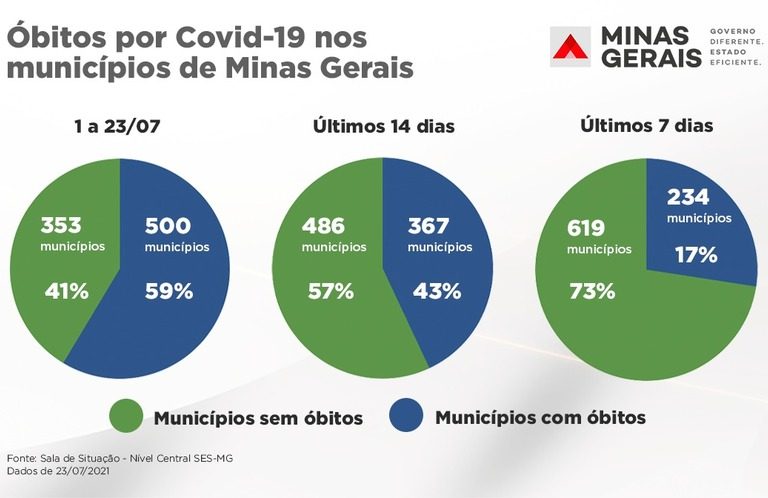 Óbitos por Covid-19 nos
municípios de Minas Gerais
MINAS
GERAIS
GOVERNO
DIFERENTE.
ESTADO
EFICIENTE.
1 a 23/07
353
municípios
41%
500
municípios
59%
Últimos 14 dias
486
municípios
57%
367
municípios
43%
Últimos 7 dias
619
municípios
73%
234
municípios
17%
Municípios sem óbitos
Municípios com óbitos
Fonte: Sala de Situação - Nível Central SES-MG
Dados de 23/07/2021